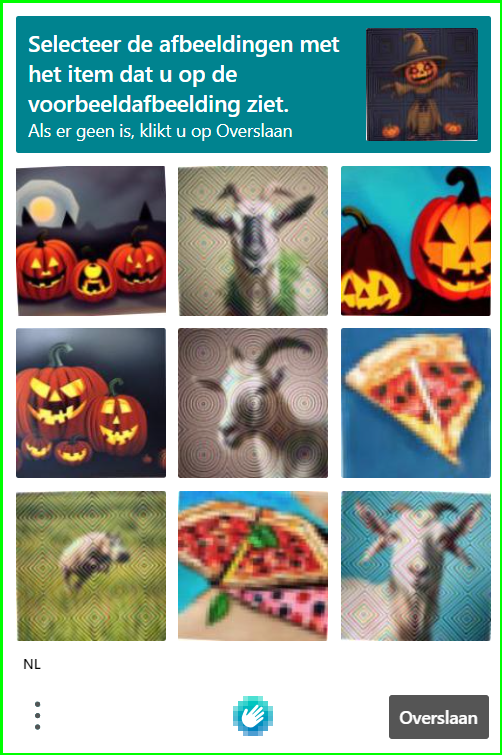 Selecteer de afbeeldingen met
het item dat u op de
voorbeeldafbeelding ziet.
Als er geen is, klikt u op Overslaan
NL
Overslaan